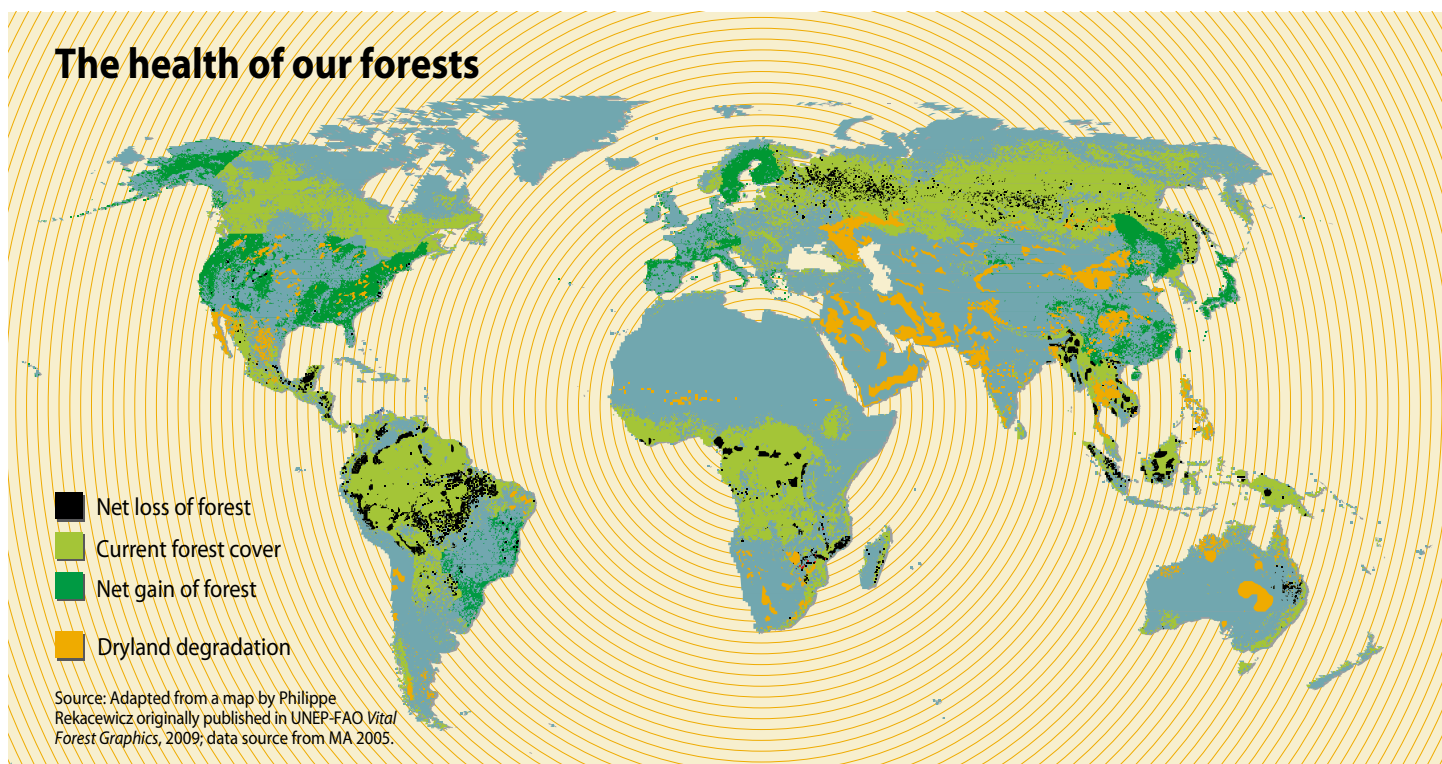 The health of our forests
Net loss of forest
Current forest cover
Net gain of forest
Dryland degradation
Source: Adapted from a map by Philippe
Rekacewicz originally published in UNEP-FAO Vital
Forest Graphics, 2009; data source from MA 2005.